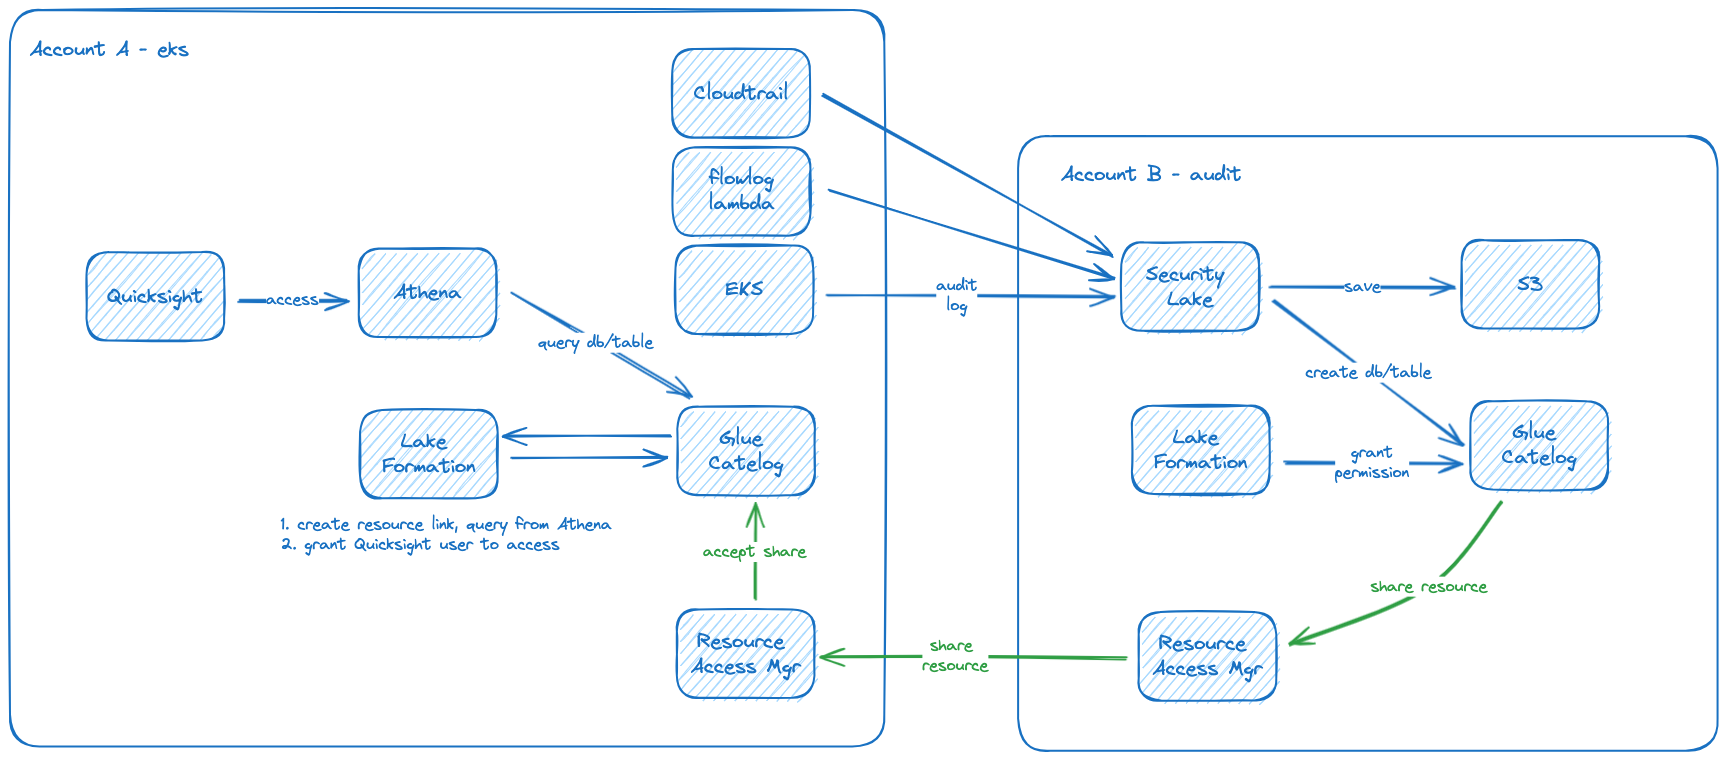 Account A - eks
Cloudtrail
flowlog
lambda
EKS
Quicksight
access
Athena
query db/table
Lake
Formation
Glue
Catelog
1. create resource link, query from Athena
2. grant Quicksight user to access
accept share
Resource
Access Mgr
audit
log
share
resource
Account B - audit
Security
Lake
save
S3
create db/table
Lake
Formation
grant
permission
Glue
Catelog
share resource
Resource
Access Mgr